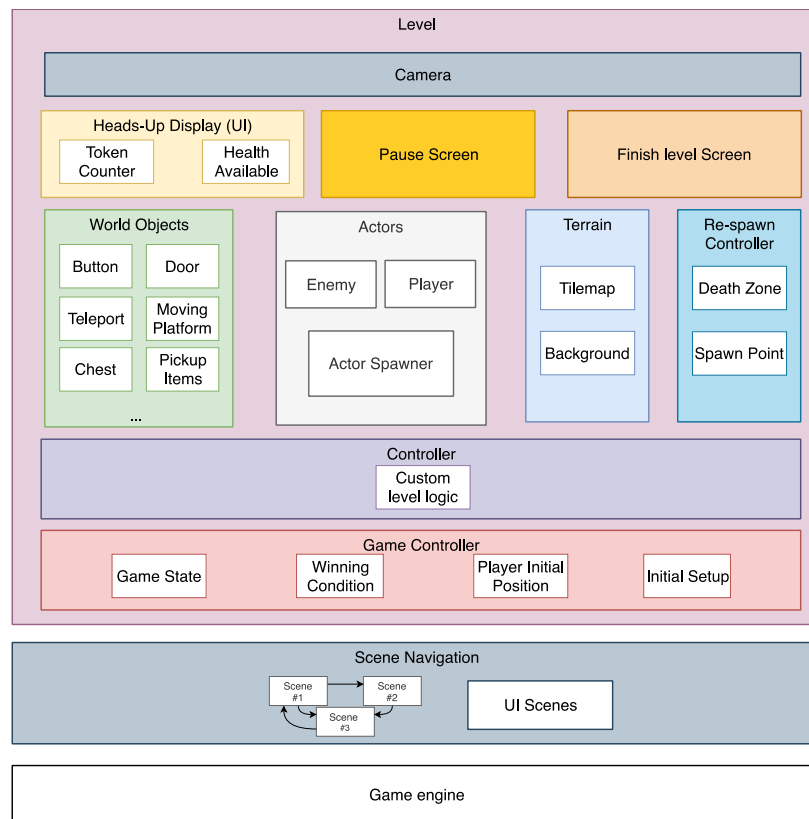 Level
Camera
Heads-Up Display (UI)
Token
Counter
Health
Available
Pause Screen
Finish level Screen
World Objects
Button
Door
Teleport
Moving
Platform
Chest
Pickup
Items
...
Actors
Enemy
Player
Actor Spawner
Terrain
Tilemap
Background
Re-spawn
Controller
Death Zone
Spawn Point
Controller
Custom
level logic
Game Controller
Game State
Winning
Condition
Player Initial
Position
Initial Setup
Scene Navigation
Scene
#1
Scene
#2
Scene
#3
UI Scenes
Game engine